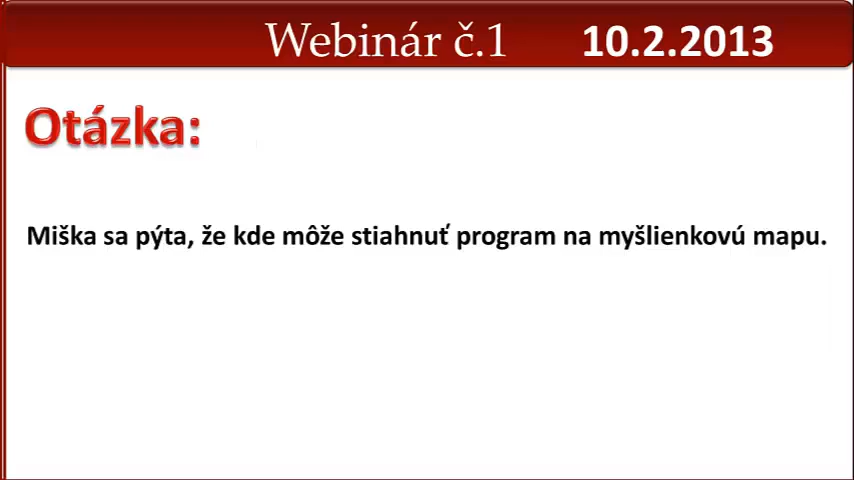 Webinár č.1 10.2.2013
Otázka:
Miška sa pýta, že kde môže stiahnuť program na myšlienkovú mapu.